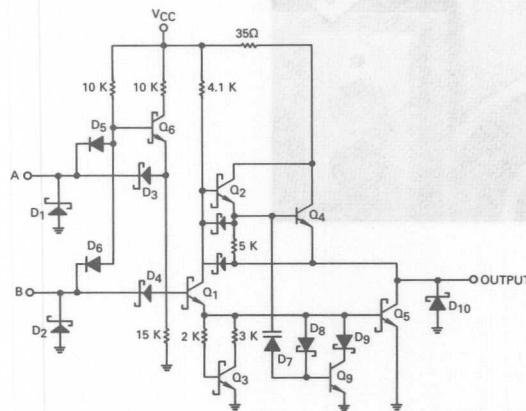 VCC
35Ω
10 K
10 K
4.1 K
D5
Q6
A
D3
Q2
Q4
D1
5 K
D6
D4
B
Q1
OUTPUT
D2
15 K
2 K
3 K
D7
D8
D9
Q5
D10
Q3
Q9